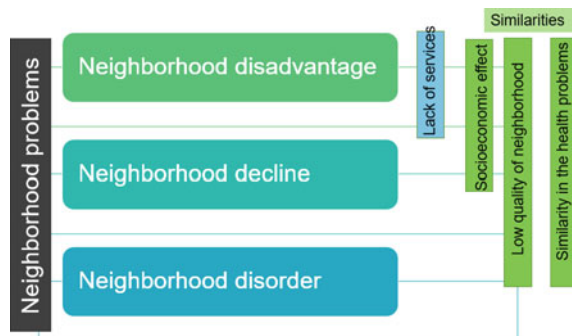 Similarities
Neighborhood problems
Neighborhood disadvantage
Neighborhood decline
Neighborhood disorder
Lack of services
Socioeconomic effect
Low quality of neighborhood
Similarity in the health problems